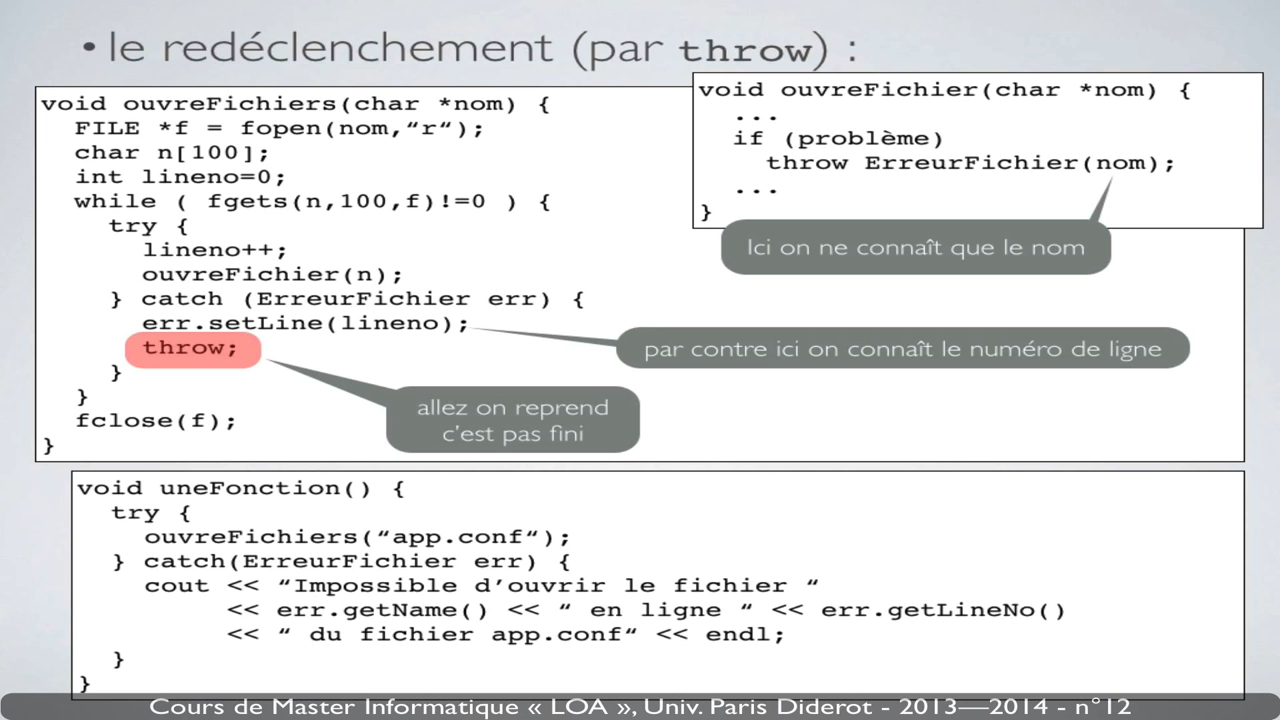 • le redéclenchement (par throw) :
void ouvreFichiers(char *nom) {
FILE *f = fopen(nom,“r“);
char n[100];
int lineno=0;
while ( fgets(n,100,f)!=0 ) {
try {
lineno++;
ouvreFichier(n);
} catch (ErreurFichier err) {
err.setLine(lineno);
throw;
}
}
fclose(f);
}
void ouvreFichier(char *nom) {
...
if (problème)
throw ErreurFichier(nom);
...
}
Ici on ne connaît que le nom
par contre ici on connaît le numéro de ligne
allez on reprend
c'est pas fini
void uneFonction() {
try {
ouvreFichiers(“app.conf“);
} catch(ErreurFichier err) {
cout << “Impossible d’ouvrir le fichier “
<< err.getName() << “ en ligne “ << err.getLineNo()
<< “ du fichier app.conf“ << endl;
}
}
Cours de Master Informatique « LOA », Univ. Paris Diderot - 2013—2014 - n°12